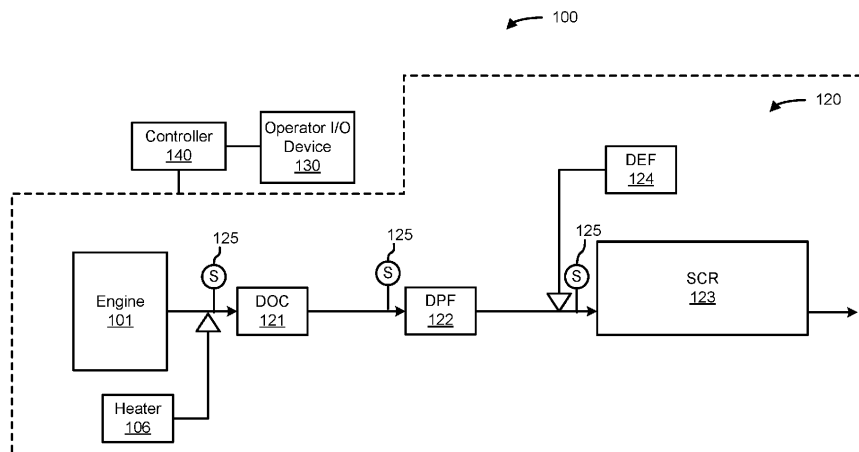 100
120
Controller
140
Operator I/O
Device
130
DEF
124
125
125
125
S
S
S
Engine
101
DOC
121
DPF
122
SCR
123
Heater
106